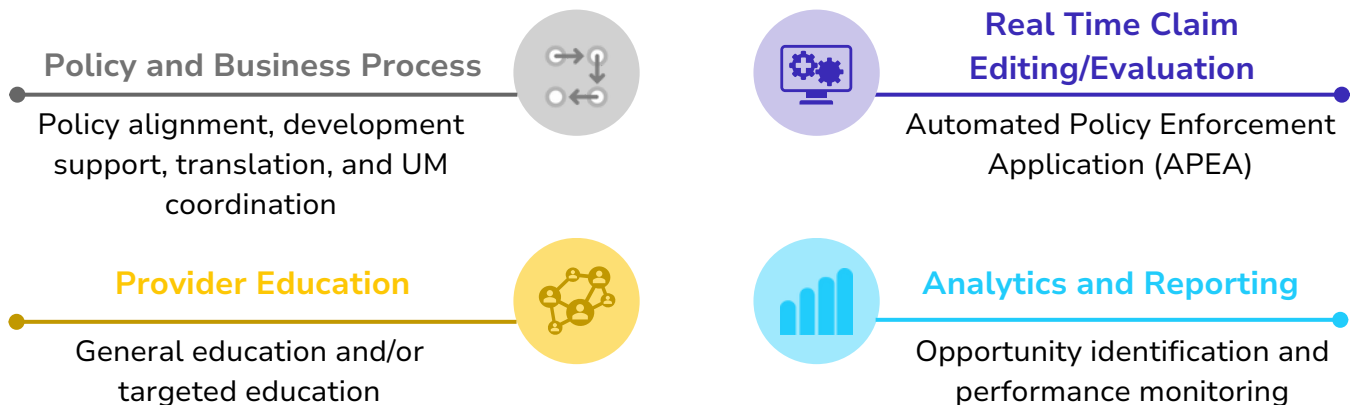 Policy and Business Process
Policy alignment, development
support, translation, and UM
coordination
Real Time Claim
Editing/Evaluation
Automated Policy Enforcement
Application (APEA)
Provider Education
General education and/or
targeted education
Analytics and Reporting
Opportunity identification and
performance monitoring